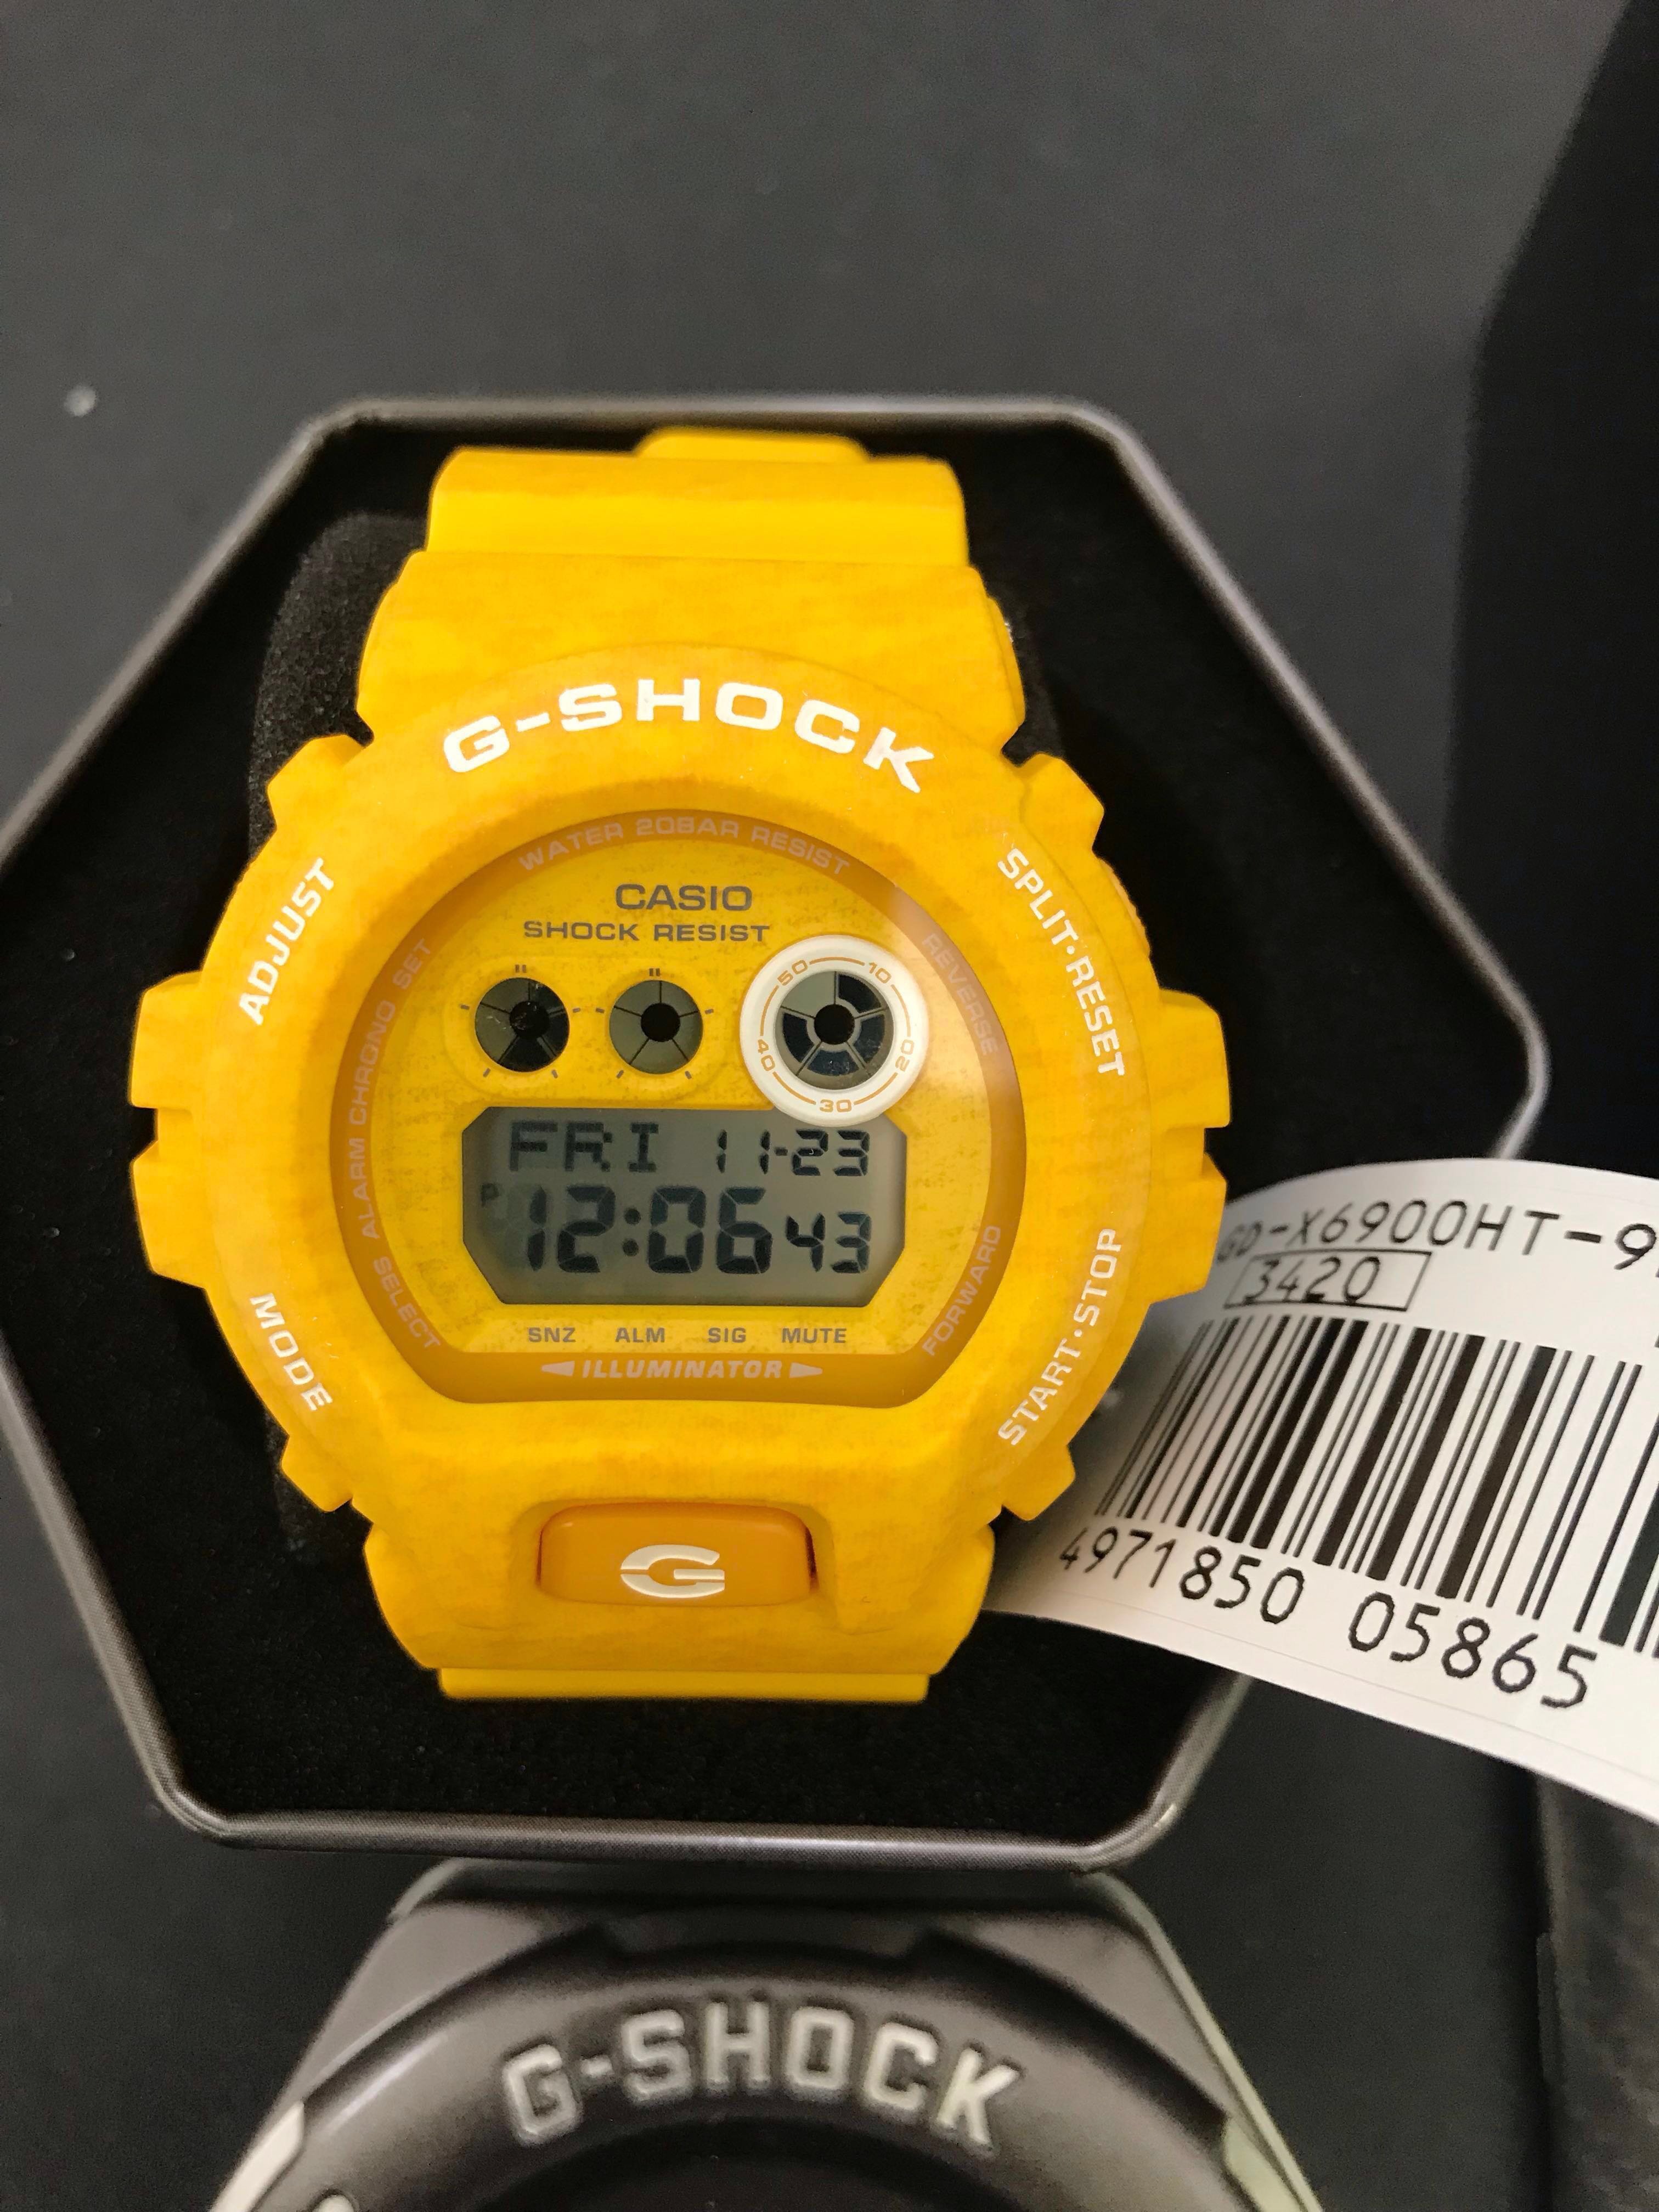 G-SHOCK
WATER 20BAR RESIST
ADJUST
SPLIT·RESET
CASIO
SHOCK RESIST
ALARM CHRONO SET
REVERSE
50 10
40 20
30
FRI 11-23
P 12:06 43
SELECT
FORWARD
MODE
START·STOP
SNZ ALM SIG MUTE
ILLUMINATOR
G
GD-X6900HT-9
3420
4971850 05865
G-SHOCK